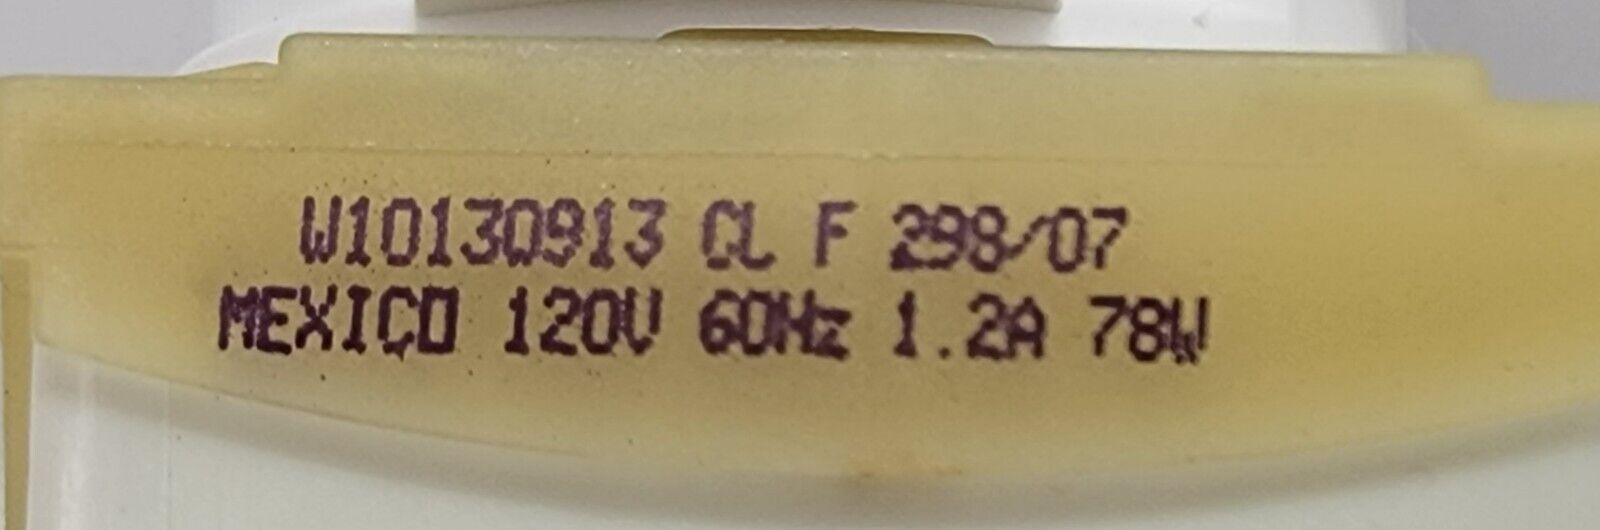 W10130913 CL F 298/07
MEXICO 120V 60Hz 1.2A 78W